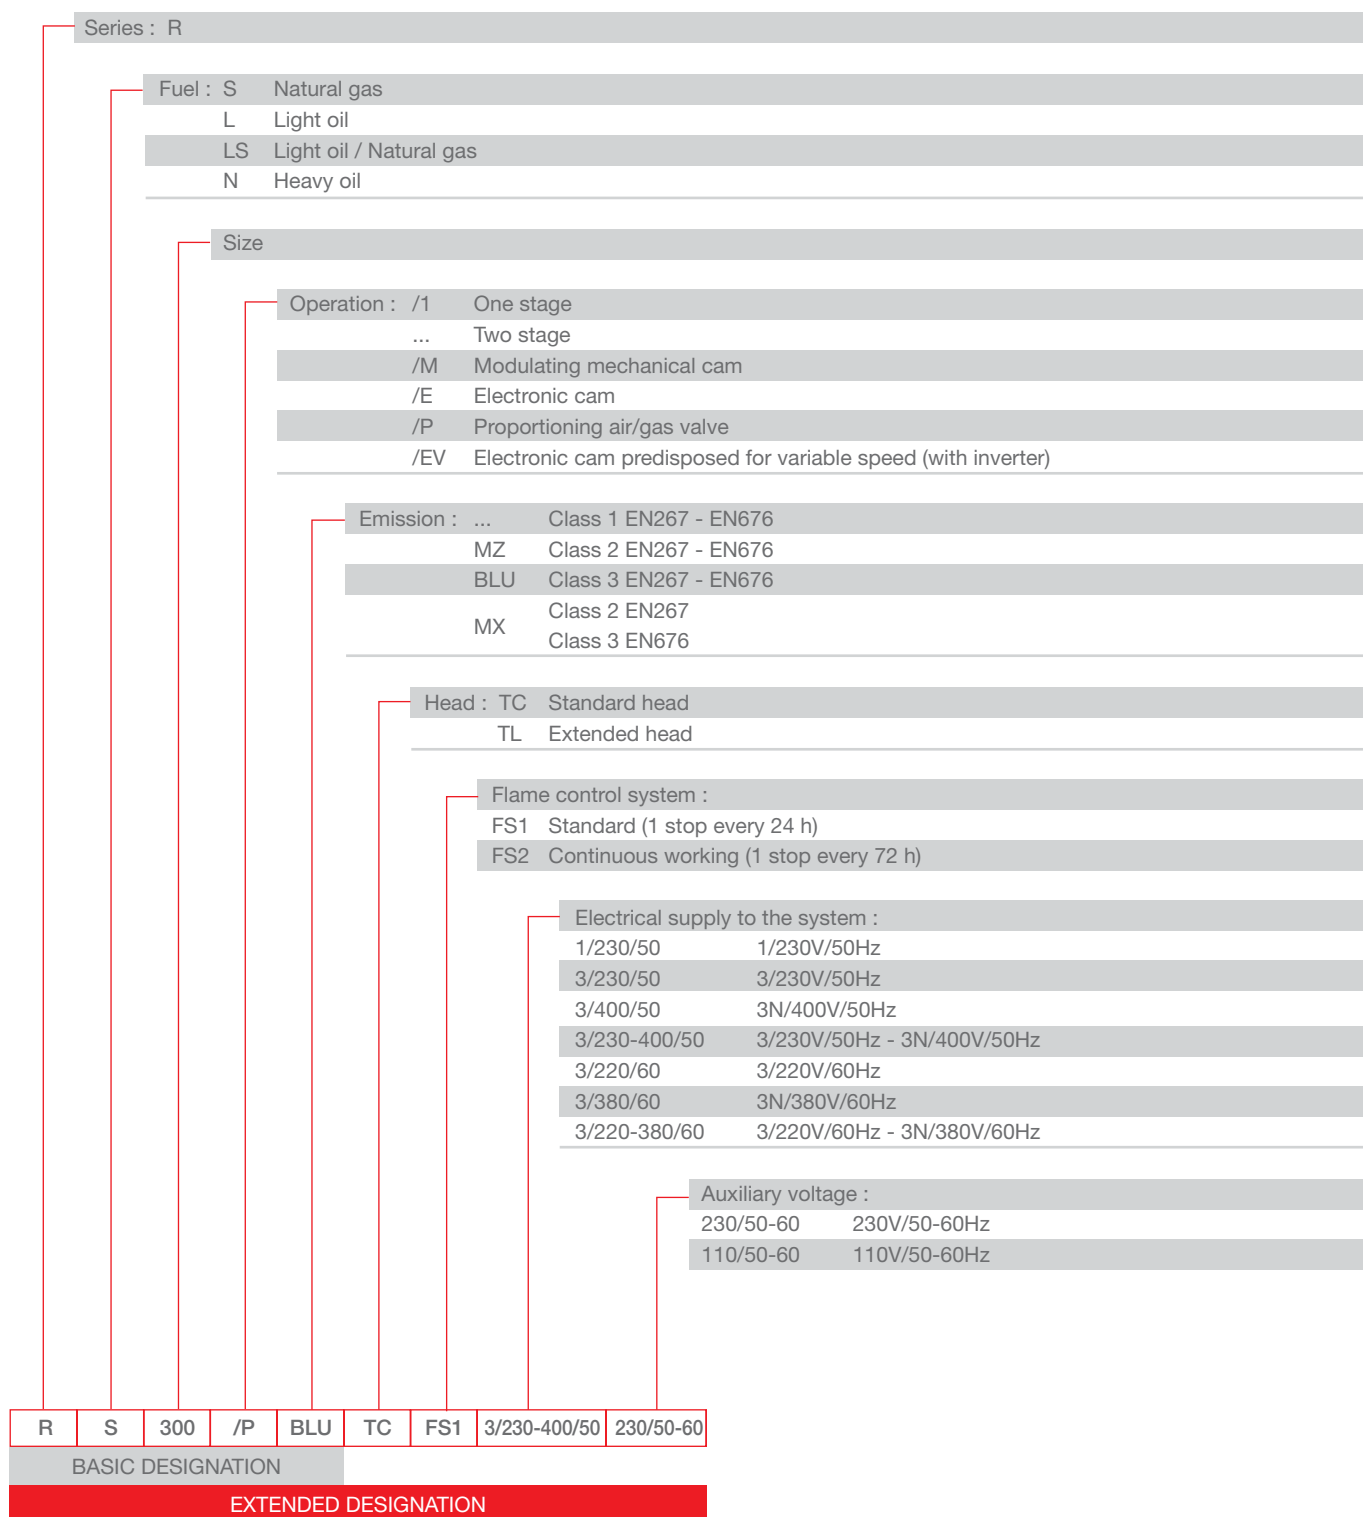 Series : R
Fuel : S Natural gas
L Light oil
LS Light oil / Natural gas
N Heavy oil
Size
Operation : /1 One stage
... Two stage
/M Modulating mechanical cam
/E Electronic cam
/P Proportioning air/gas valve
/EV Electronic cam predisposed for variable speed (with inverter)
Emission : ... Class 1 EN267 - EN676
MZ Class 2 EN267 - EN676
BLU Class 3 EN267 - EN676
MX Class 2 EN267
Class 3 EN676
Head : TC Standard head
TL Extended head
Flame control system :
FS1 Standard (1 stop every 24 h)
FS2 Continuous working (1 stop every 72 h)
Electrical supply to the system :
1/230/50 1/230V/50Hz
3/230/50 3/230V/50Hz
3/400/50 3N/400V/50Hz
3/230-400/50 3/230V/50Hz - 3N/400V/50Hz
3/220/60 3/220V/60Hz
3/380/60 3N/380V/60Hz
3/220-380/60 3/220V/60Hz - 3N/380V/60Hz
Auxiliary voltage :
230/50-60 230V/50-60Hz
110/50-60 110V/50-60Hz
R S 300 /P BLU TC FS1 3/230-400/50 230/50-60
BASIC DESIGNATION
EXTENDED DESIGNATION